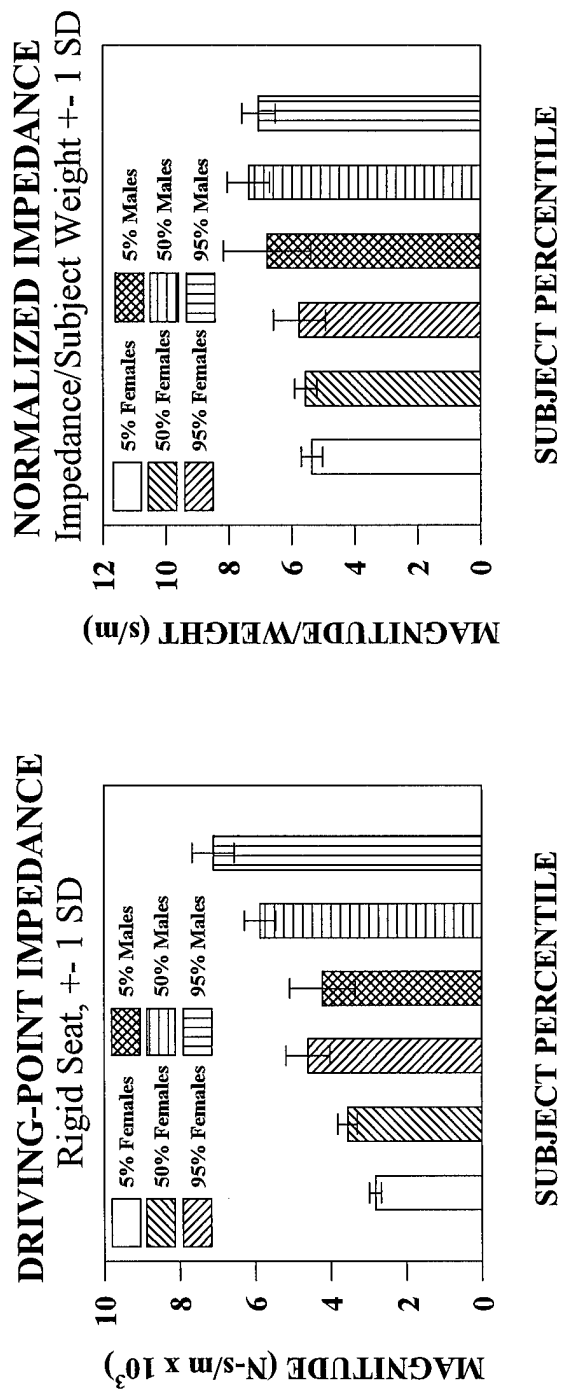 DRIVING-POINT IMPEDANCE
Rigid Seat, +- 1 SD
MAGNITUDE (N-s/m x 10³)
10
8
6
4
2
0
5% Females
50% Females
95% Females
5% Males
50% Males
95% Males
SUBJECT PERCENTILE
NORMALIZED IMPEDANCE
Impedance/Subject Weight +- 1 SD
MAGNITUDE/WEIGHT (s/m)
12
10
8
6
4
2
0
5% Females
50% Females
95% Females
5% Males
50% Males
95% Males
SUBJECT PERCENTILE